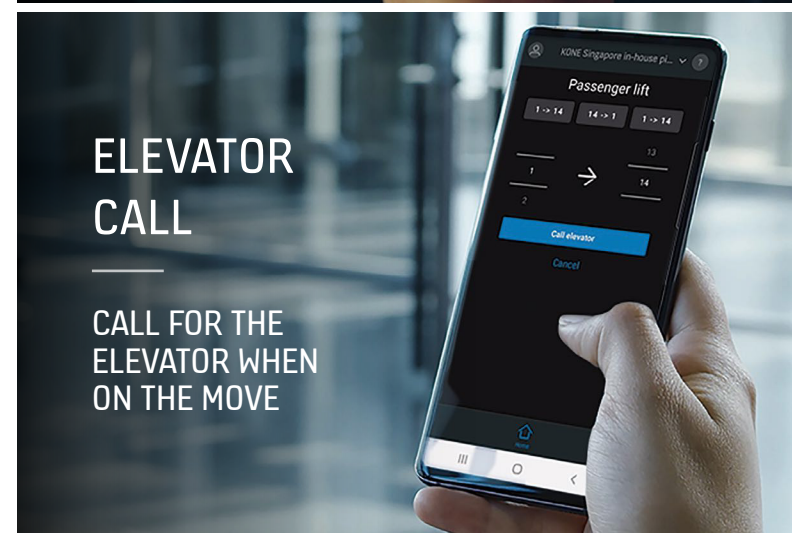 ELEVATOR
CALL
CALL FOR THE
ELEVATOR WHEN
ON THE MOVE
KONE Singapore in-house pi...
?
Passenger lift
1 -> 14 14 -> 1 1 -> 14
13
1 → 14
2
Call elevator
Cancel
Home